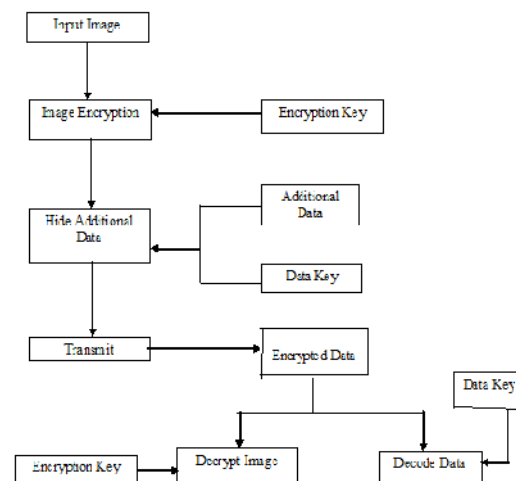 Input Image
Image Encryption
Encryption Key
Additional
Data
Hide Additional
Data
Data Key
Transmit
Encrypted Data
Data Key
Encryption Key
Decrypt Image
Decode Data